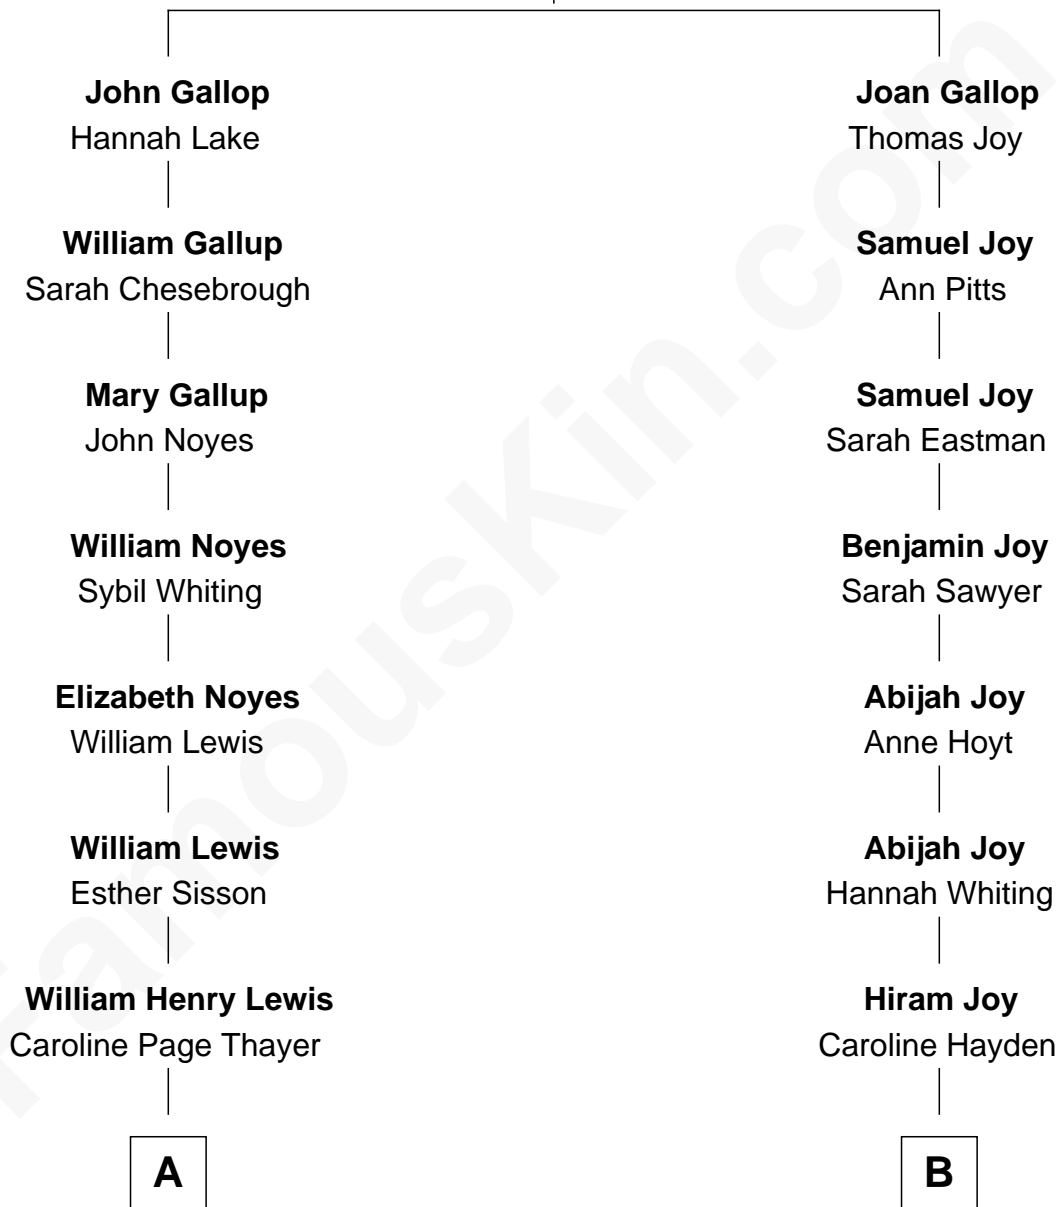 John Gallop
Hannah Lake
William Gallup
Sarah Chesebrough
Mary Gallup
John Noyes
William Noyes
Sybil Whiting
Elizabeth Noyes
William Lewis
William Lewis
Esther Sisson
William Henry Lewis
Caroline Page Thayer
A
Joan Gallop
Thomas Joy
Samuel Joy
Ann Pitts
Samuel Joy
Sarah Eastman
Benjamin Joy
Sarah Sawyer
Abijah Joy
Anne Hoyt
Abijah Joy
Hannah Whiting
Hiram Joy
Caroline Hayden
B
FamousKin.com